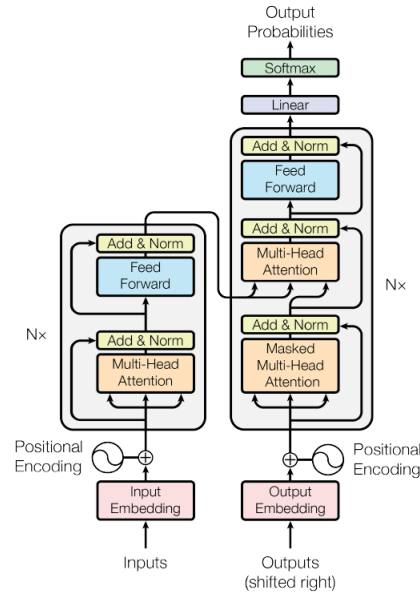 Output
Probabilities
Softmax
Linear
Add & Norm
Feed
Forward
Add & Norm
Multi-Head
Attention
Add & Norm
Masked
Multi-Head
Attention
Nx
Add & Norm
Feed
Forward
Add & Norm
Multi-Head
Attention
Nx
Positional
Encoding
Positional
Encoding
Input
Embedding
Output
Embedding
Inputs
Outputs
(shifted right)